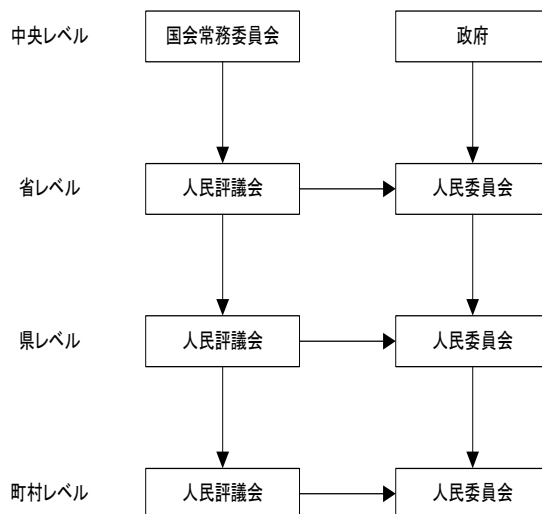 中央レベル 国会常務委員会 政府
省レベル 人民評議会 人民委員会
県レベル 人民評議会 人民委員会
町村レベル 人民評議会 人民委員会